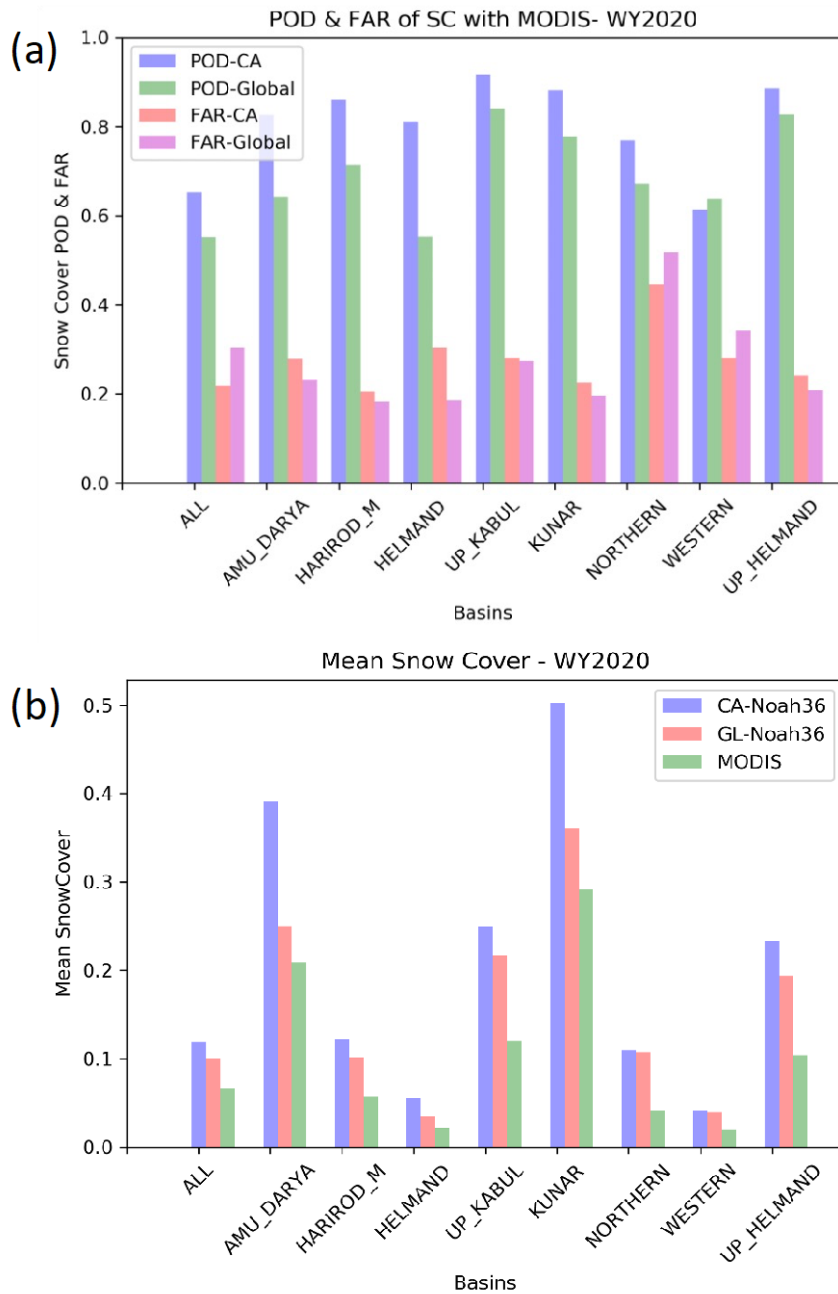 (a)
POD & FAR of SC with MODIS- WY2020
POD-CA
POD-Global
FAR-CA
FAR-Global
Snow Cover POD & FAR
1.0
0.8
0.6
0.4
0.2
0.0
ALL
AMU_DARYA
HARIROD_M
HELMAND
UP_KABUL
KUNAR
NORTHERN
WESTERN
UP_HELMAND
Basins
(b)
Mean Snow Cover - WY2020
CA-Noah36
GL-Noah36
MODIS
Mean SnowCover
0.5
0.4
0.3
0.2
0.1
0.0
ALL
AMU_DARYA
HARIROD_M
HELMAND
UP_KABUL
KUNAR
NORTHERN
WESTERN
UP_HELMAND
Basins